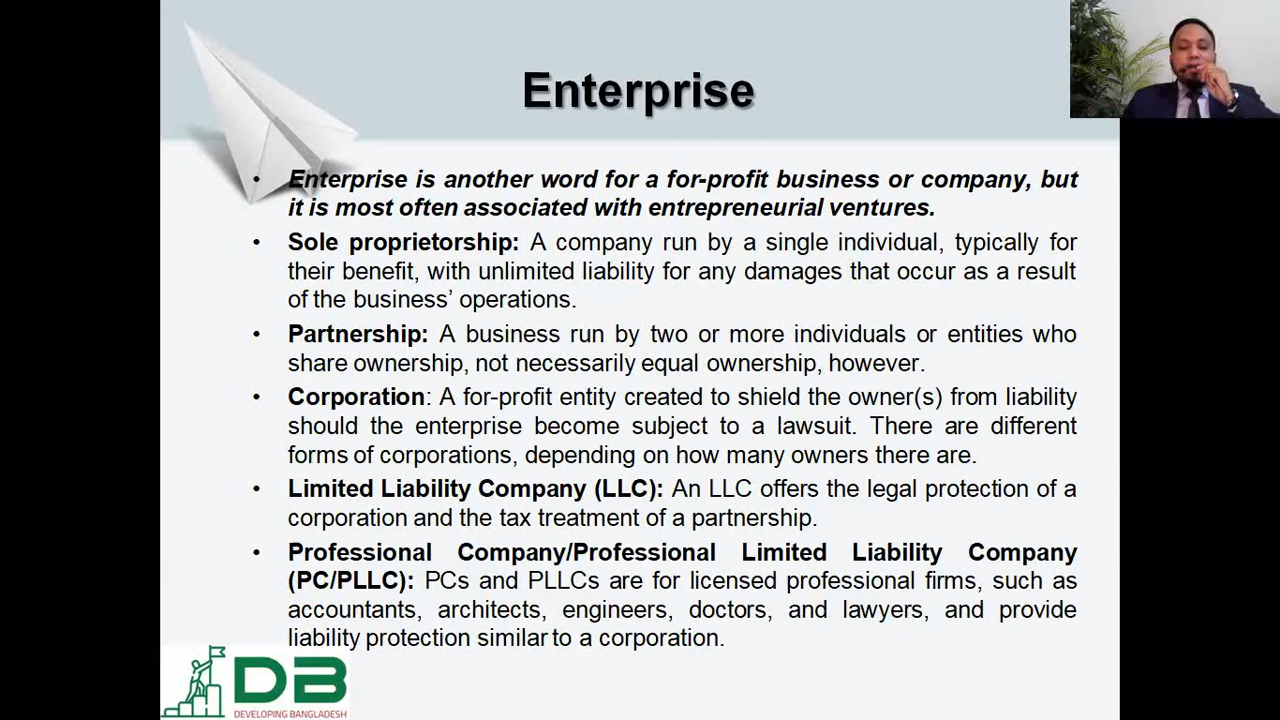 Enterprise
• Enterprise is another word for a for-profit business or company, but
it is most often associated with entrepreneurial ventures.
• Sole proprietorship: A company run by a single individual, typically for
their benefit, with unlimited liability for any damages that occur as a result
of the business’ operations.
• Partnership: A business run by two or more individuals or entities who
share ownership, not necessarily equal ownership, however.
• Corporation: A for-profit entity created to shield the owner(s) from liability
should the enterprise become subject to a lawsuit. There are different
forms of corporations, depending on how many owners there are.
• Limited Liability Company (LLC): An LLC offers the legal protection of a
corporation and the tax treatment of a partnership.
• Professional Company/Professional Limited Liability Company
(PC/PLLC): PCs and PLLCs are for licensed professional firms, such as
accountants, architects, engineers, doctors, and lawyers, and provide
liability protection similar to a corporation.
DB
DEVELOPING BANGLADESH